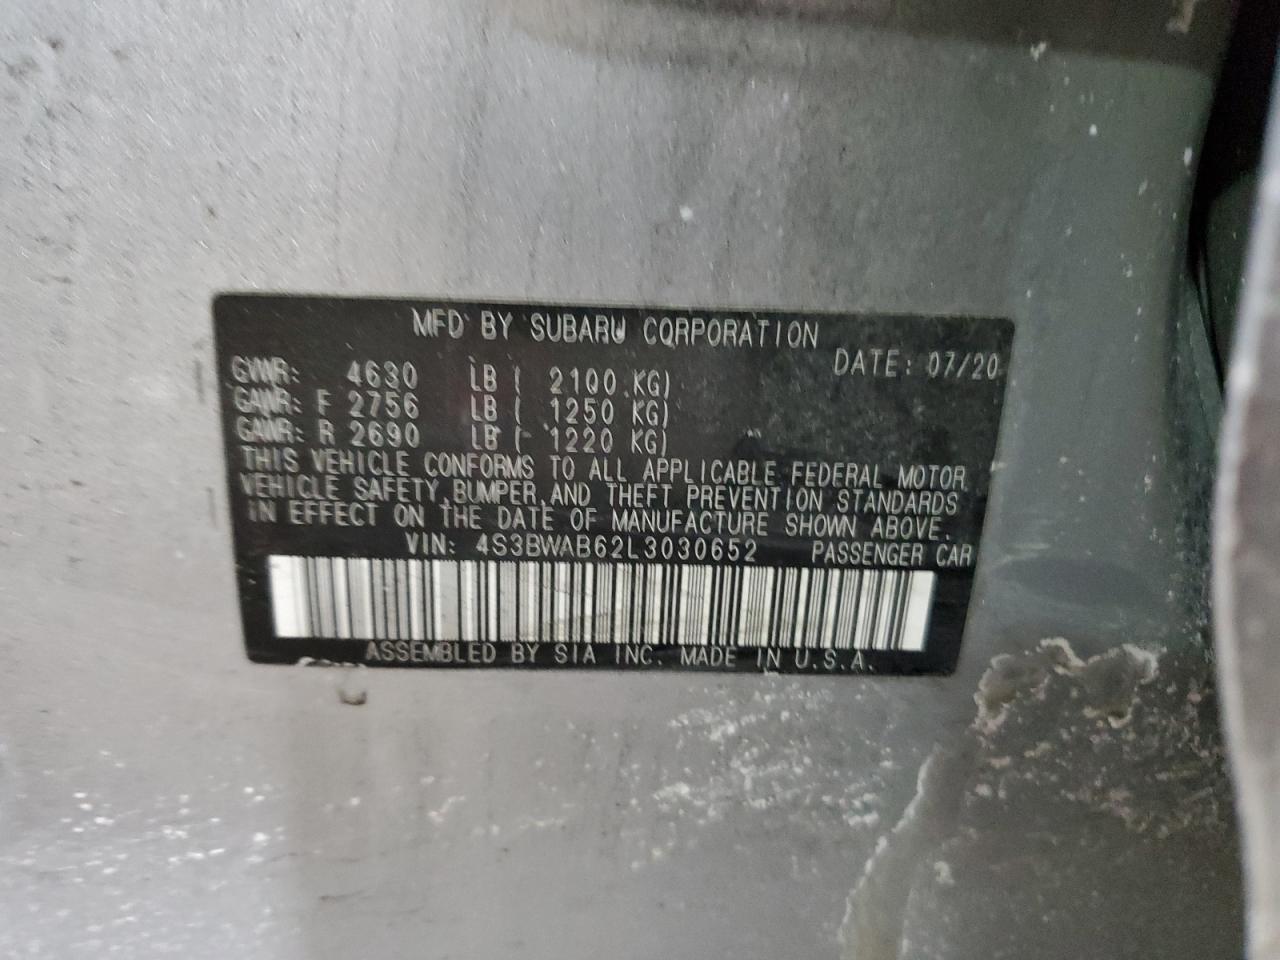 MFD BY SUBARU CORPORATION
DATE: 07/20
GVWR: 4630 LB ( 2100 KG)
GAWR: F 2756 LB ( 1250 KG)
GAWR: R 2690 LB ( 1220 KG)
THIS VEHICLE CONFORMS TO ALL APPLICABLE FEDERAL MOTOR
VEHICLE SAFETY, BUMPER, AND THEFT PREVENTION STANDARDS
IN EFFECT ON THE DATE OF MANUFACTURE SHOWN ABOVE.
VIN: 4S3BWAB62L3030652 PASSENGER CAR
ASSEMBLED BY SIA INC. MADE IN U.S.A.